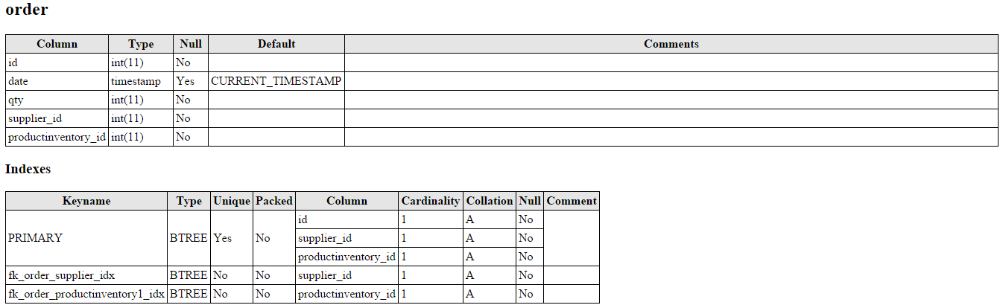 order
Column Type Null Default Comments
id int(11) No
date timestamp Yes CURRENT_TIMESTAMP
qty int(11) No
supplier_id int(11) No
productinventory_id int(11) No
Indexes
Keyname Type Unique Packed Column Cardinality Collation Null Comment
PRIMARY BTREE Yes No id 1 A No
supplier_id 1 A No
productinventory_id 1 A No
fk_order_supplier_idx BTREE No No supplier_id 1 A No
fk_order_productinventory1_idx BTREE No No productinventory_id 1 A No